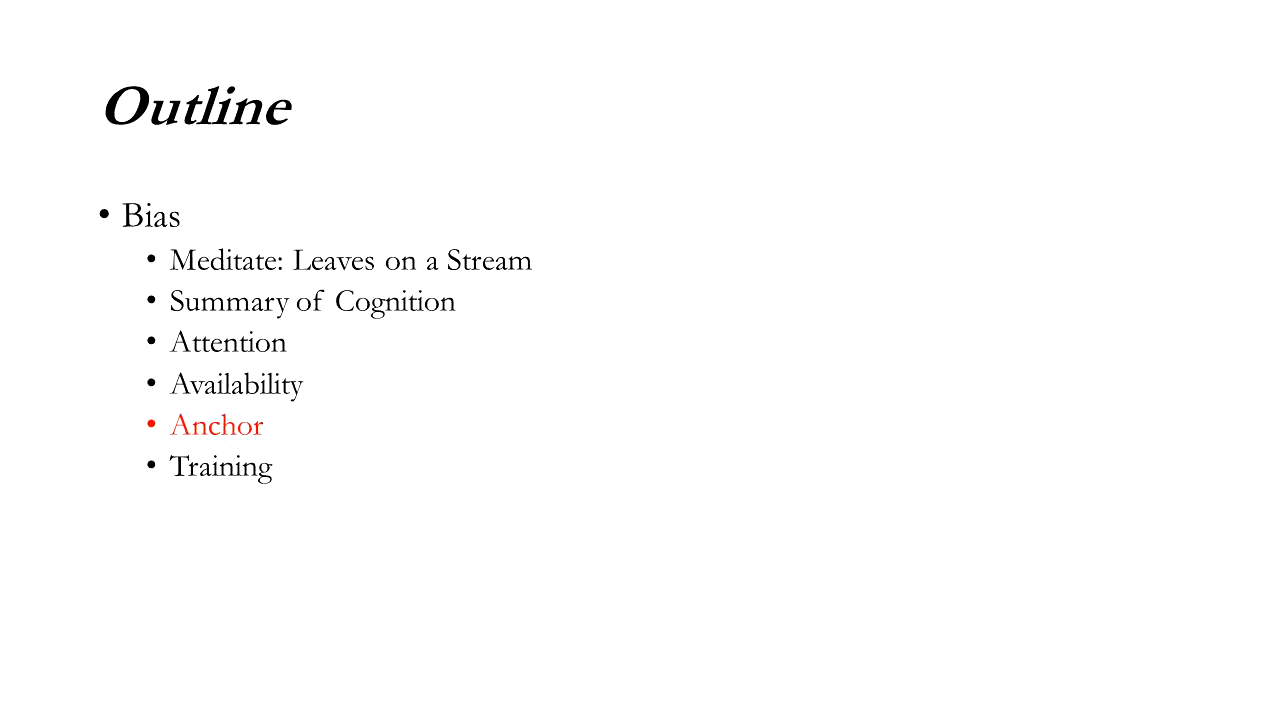 Outline
• Bias
• Meditate: Leaves on a Stream
• Summary of Cognition
• Attention
• Availability
• Anchor
• Training